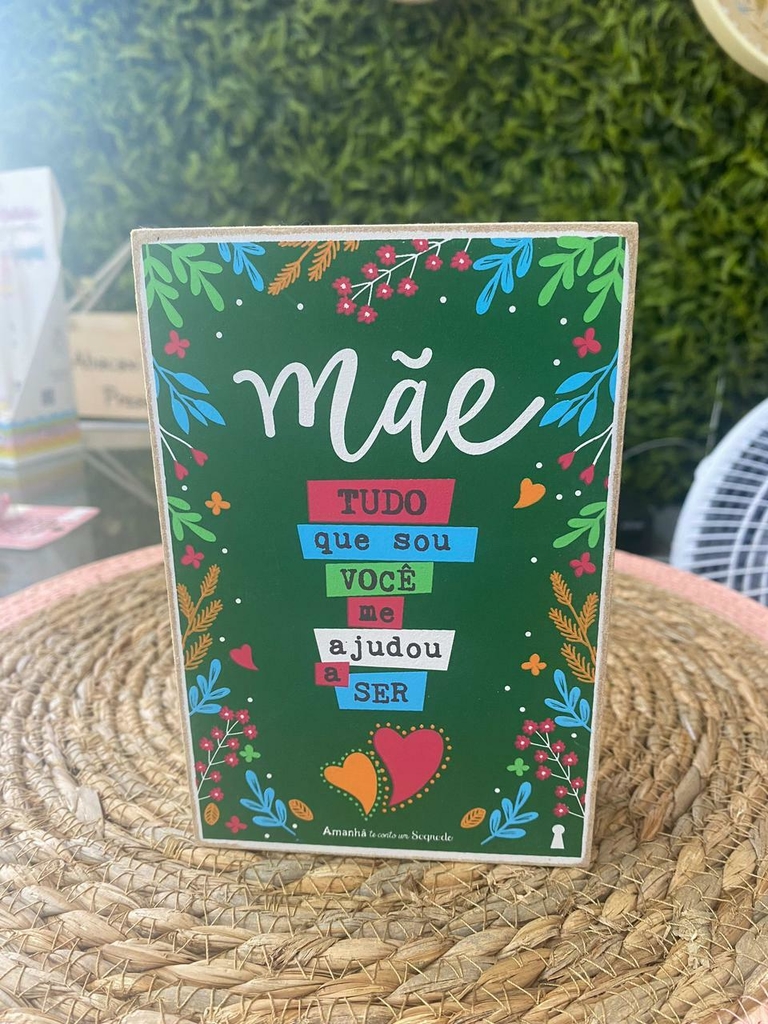 mãe
TUDO
que sou
VOCÊ
me
ajudou
a
SER
Amanhã te conto um Segredo